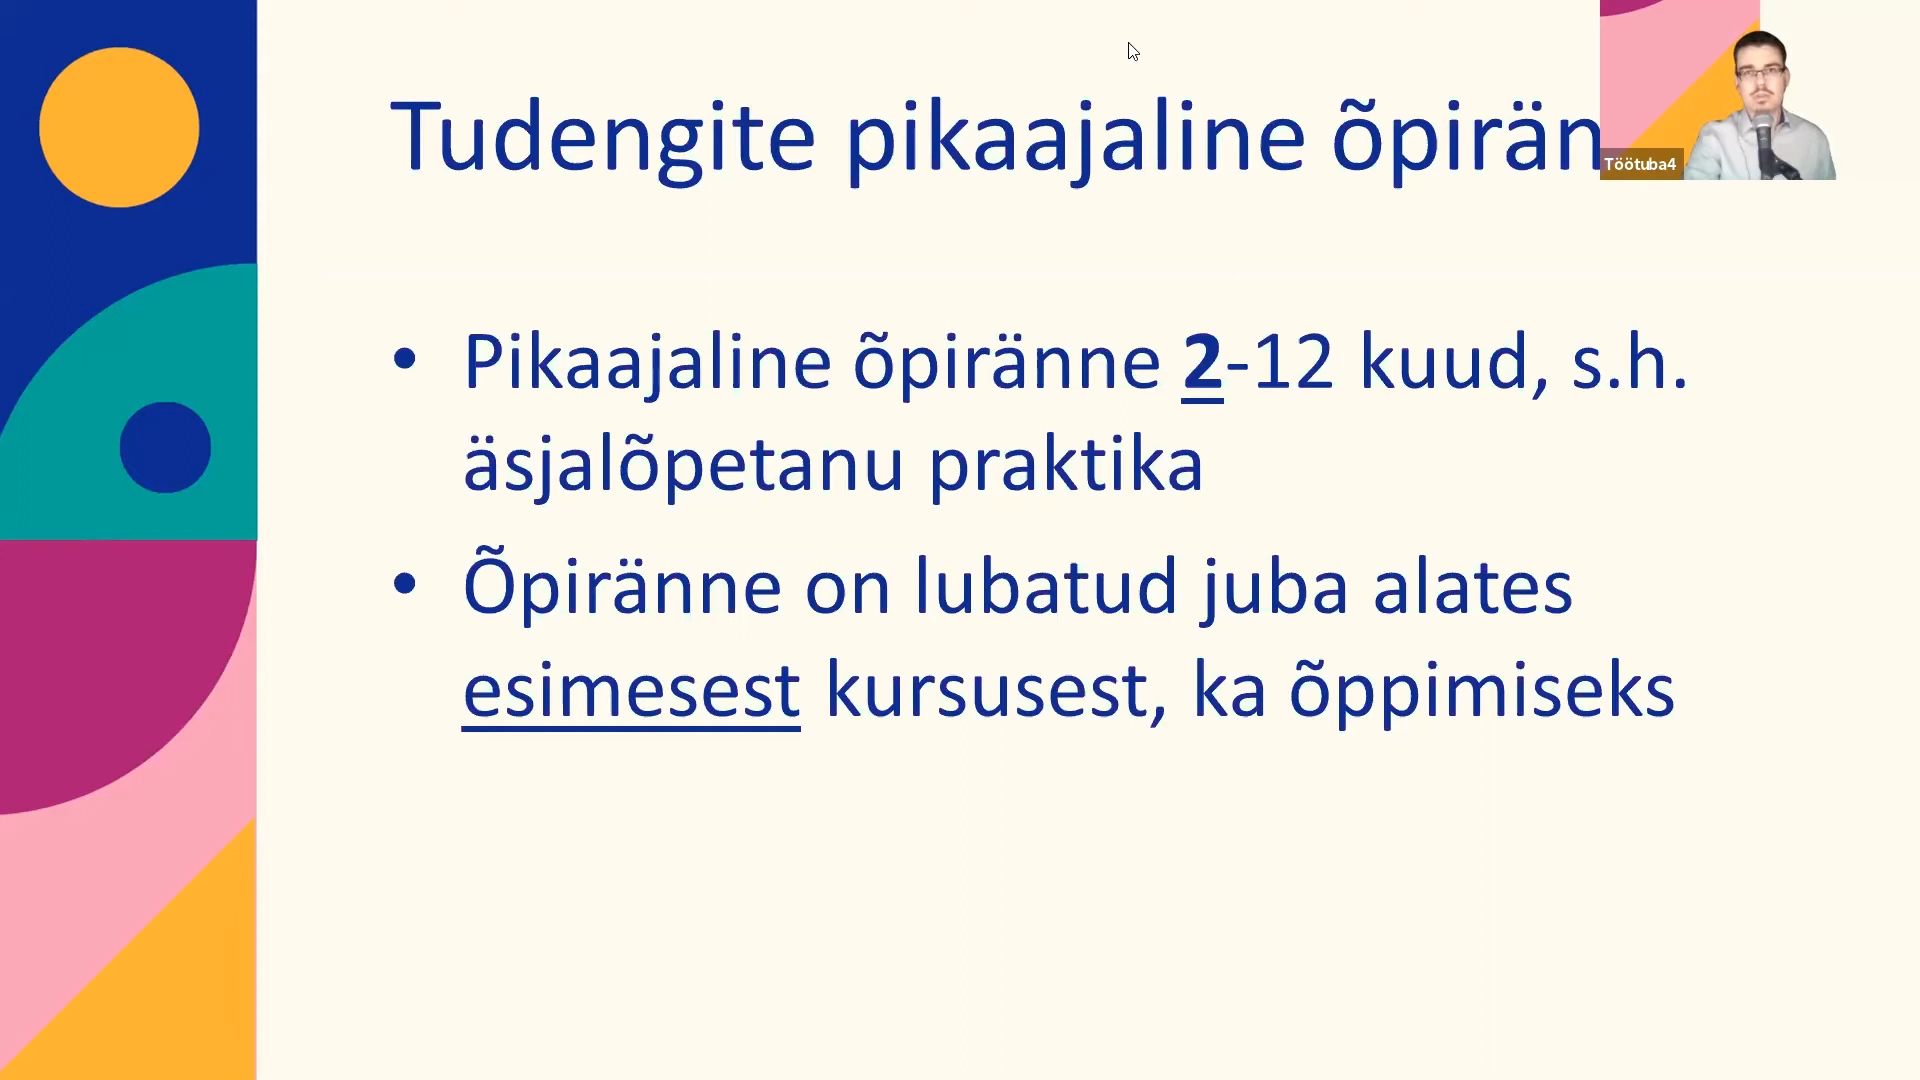 Tudengite pikaajaline õpirän
Töötuba4
• Pikaajaline õpiränne 2-12 kuud, s.h.
äsjalõpetanu praktika
• Õpiränne on lubatud juba alates
esimesest kursusest, ka õppimiseks